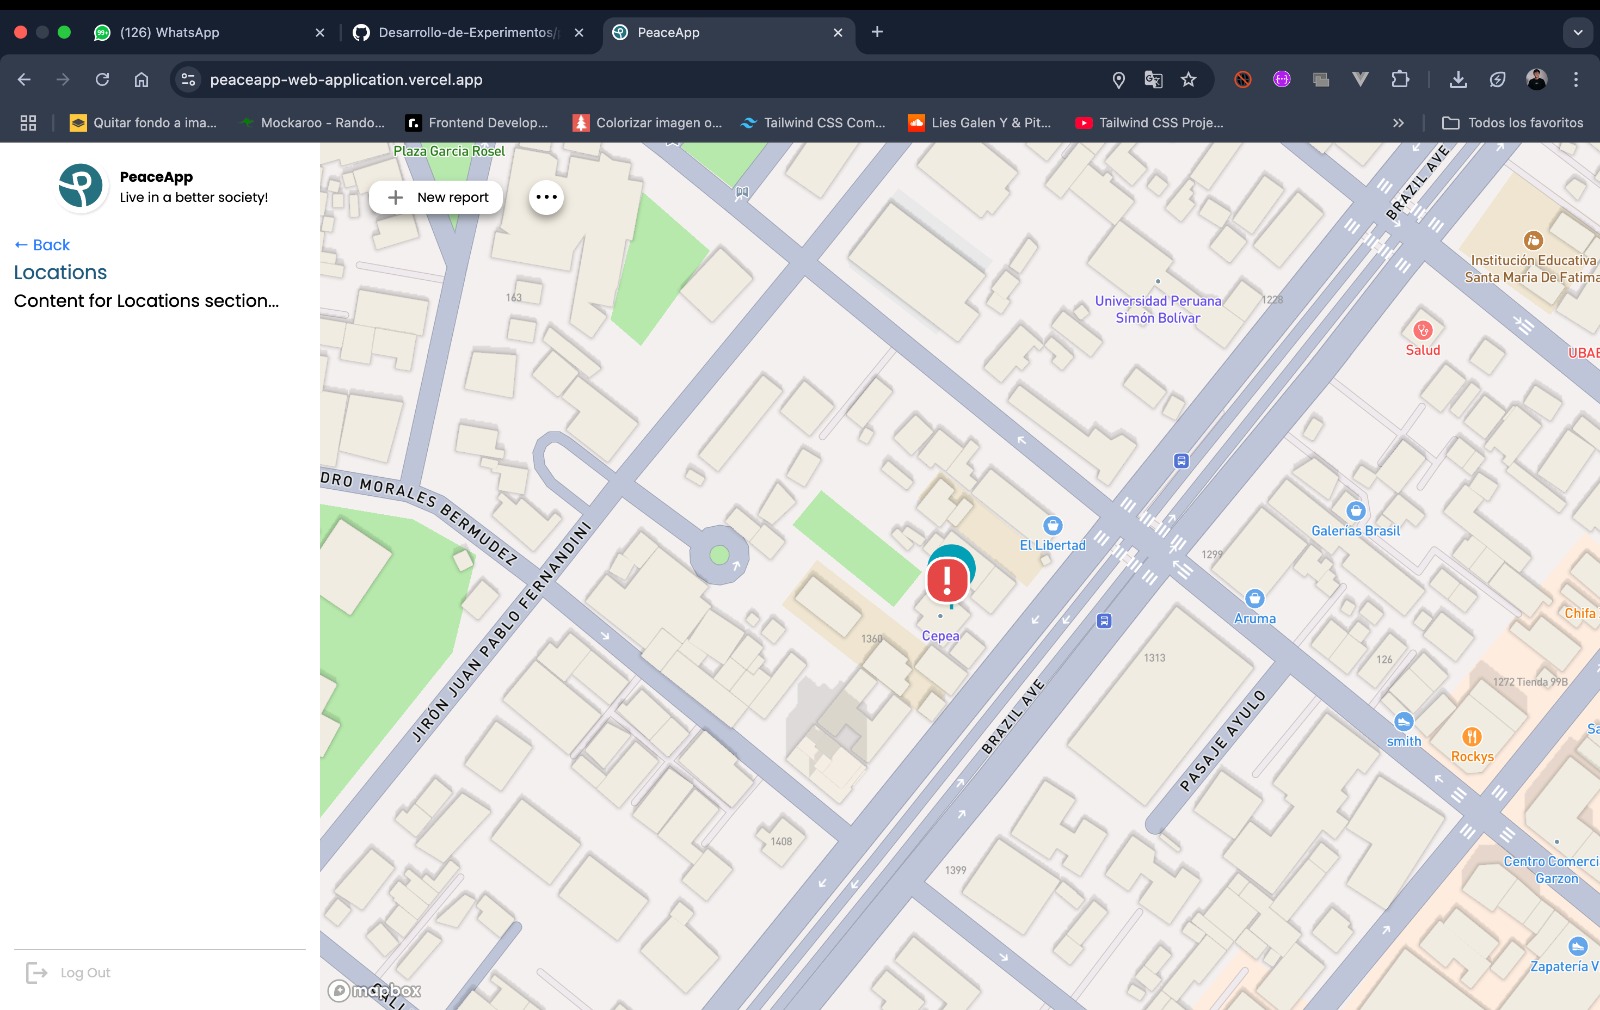 (126) WhatsApp
Desarrollo-de-Experimentos/
PeaceApp
peaceapp-web-application.vercel.app
Quitar fondo a ima...
Mockaroo - Rando...
Frontend Develop...
Colorizar imagen o...
Tailwind CSS Com...
Lies Galen Y & Pit...
Tailwind CSS Proje...
Todos los favoritos
PeaceApp
Live in a better society!
← Back
Locations
Content for Locations section...
Log Out
New report
Plaza Garcia Rosel
BRAZIL AVE
Institución Educativa
Santa Maria De Fatima
Universidad Peruana
Simón Bolívar
1228
163
Salud
UBAE
DRO MORALES BERMUDEZ
JIRÓN JUAN PABLO FERNANDINI
El Libertad
Galerías Brasil
1299
Aruma
Chifa
Cepea
1360
1313
126
1272 Tienda 99B
BRAZIL AVE
PASAJE AYULO
smith
Rockys
Sa
1408
1399
Centro Comerci
Garzon
Zapatería V
mapbox
CALL